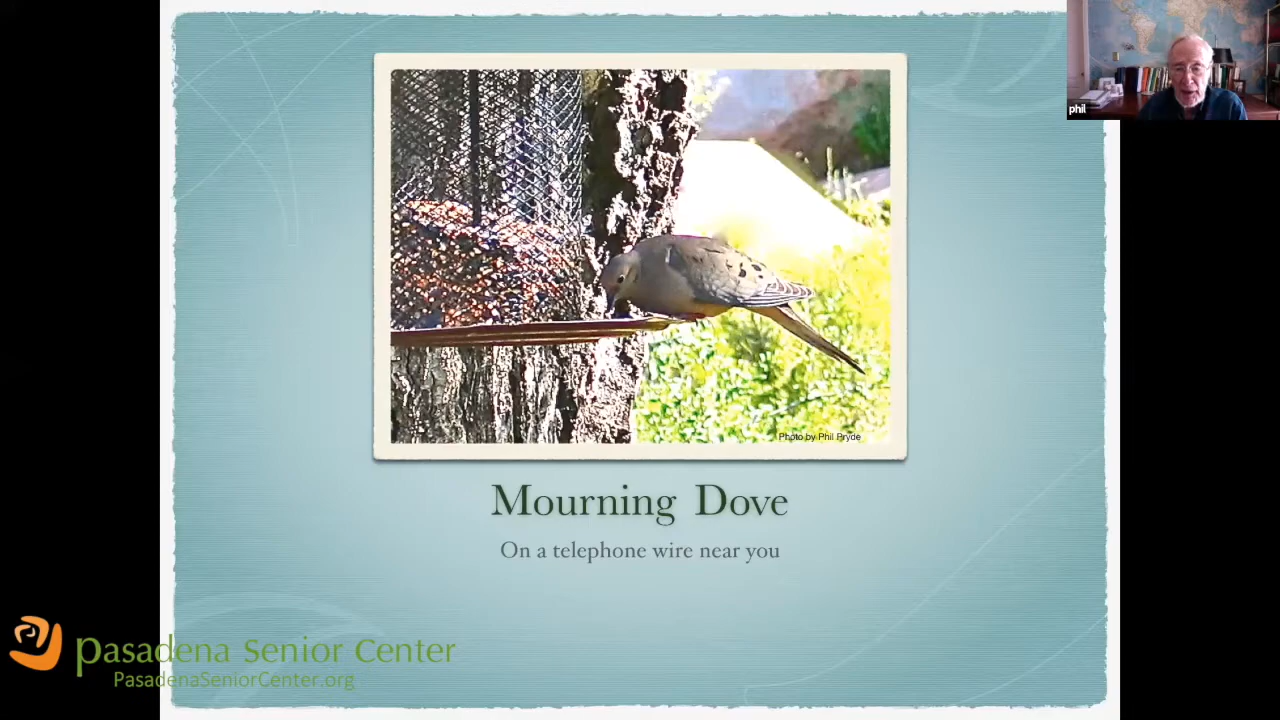 phil
Photo by Phil Pryde
Mourning Dove
On a telephone wire near you
Pasadena Senior Center
PasadenaSeniorCenter.org